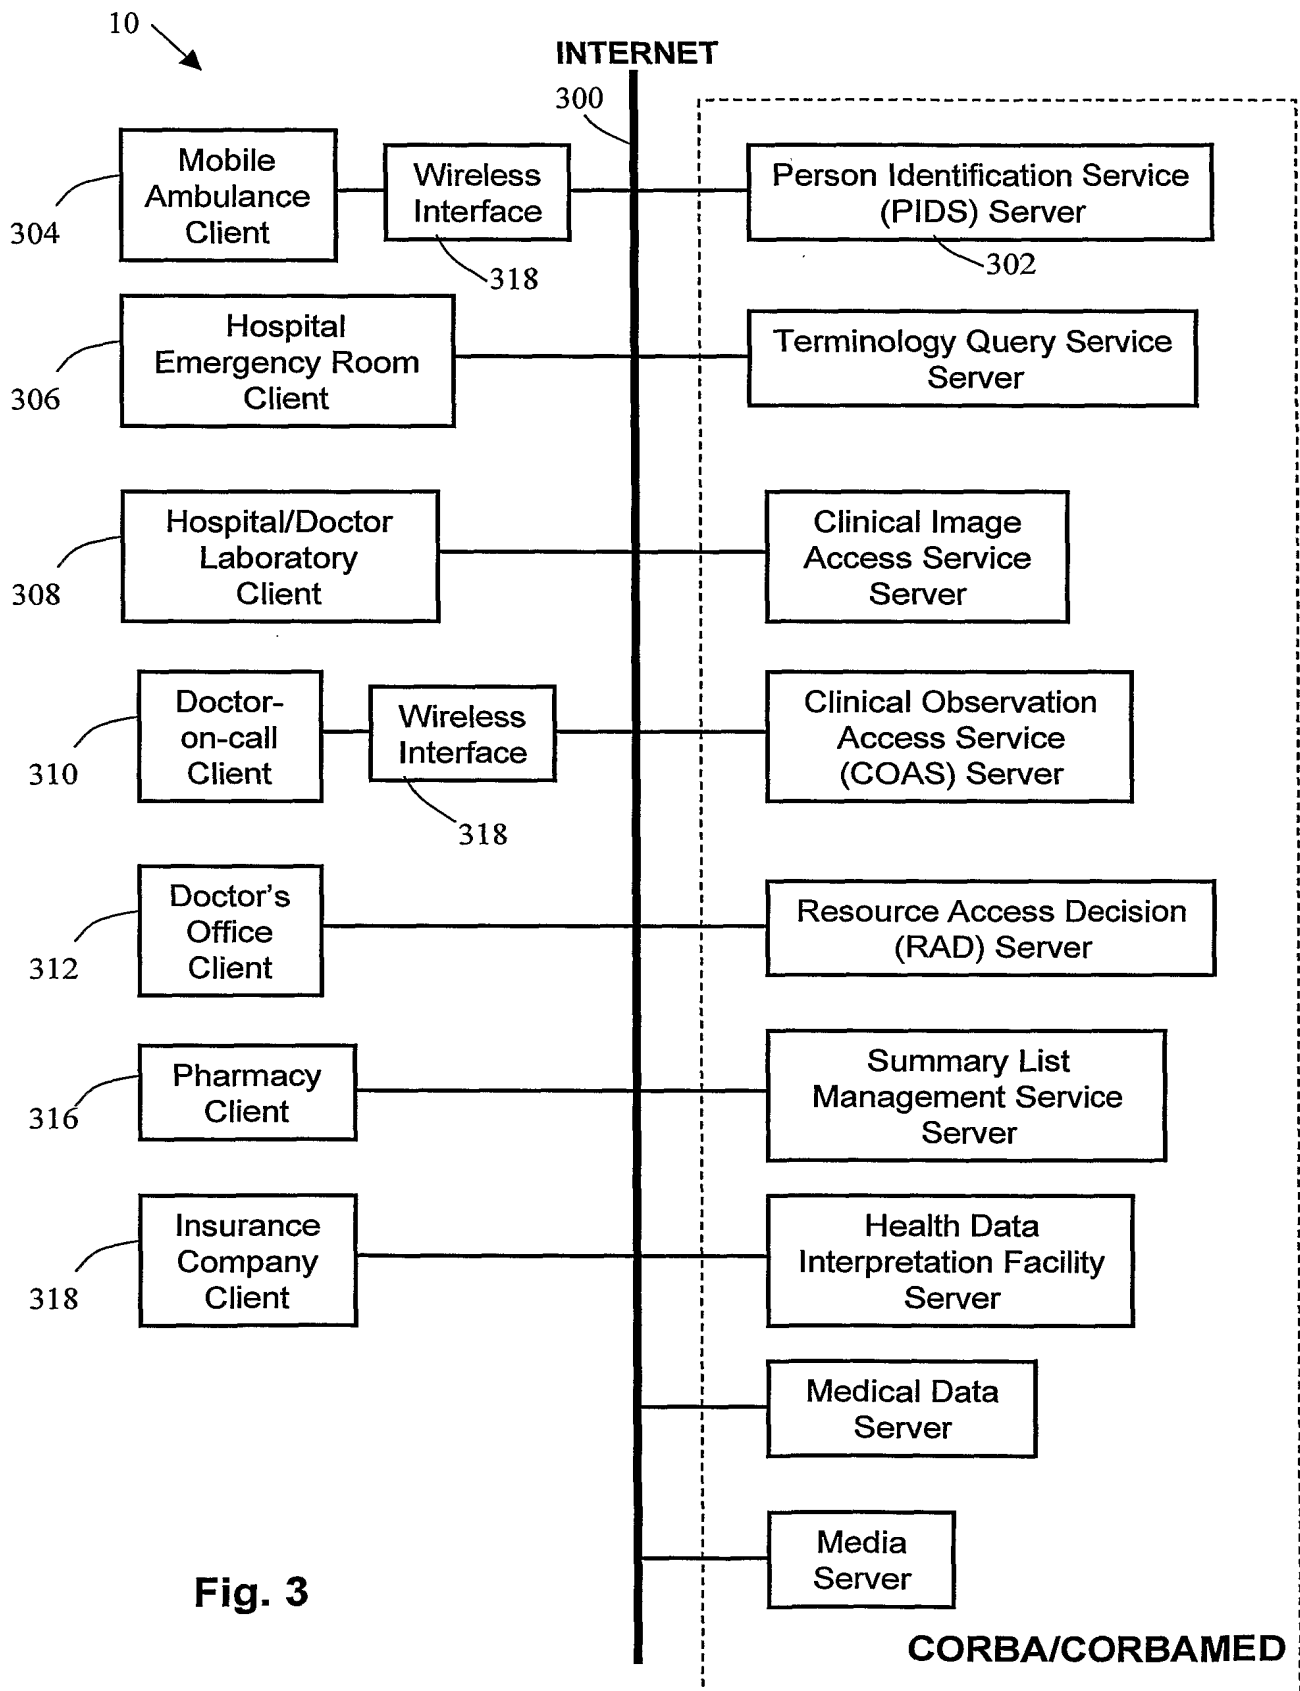 10
INTERNET
300
Mobile
Ambulance
Client
304
Wireless
Interface
318
Person Identification Service
(PIDS) Server
302
Hospital
Emergency Room
Client
306
Terminology Query Service
Server
Hospital/Doctor
Laboratory
Client
308
Clinical Image
Access Service
Server
Doctor-
on-call
Client
310
Wireless
Interface
318
Clinical Observation
Access Service
(COAS) Server
Doctor's
Office
Client
312
Resource Access Decision
(RAD) Server
Pharmacy
Client
316
Summary List
Management Service
Server
Insurance
Company
Client
318
Health Data
Interpretation Facility
Server
Medical Data
Server
Media
Server
Fig. 3
CORBA/CORBAMED